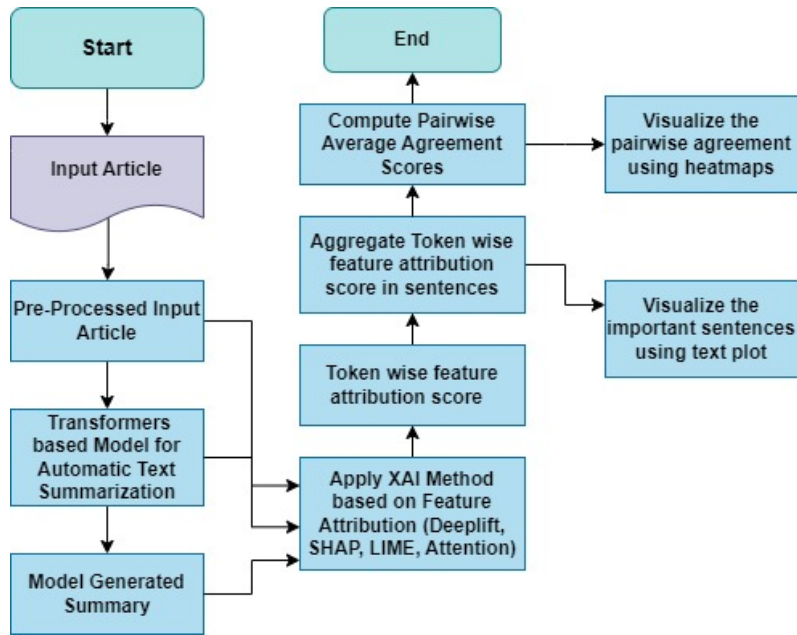 Start
Input Article
Pre-Processed Input
Article
Transformers
based Model for
Automatic Text
Summarization
Model Generated
Summary
Apply XAI Method
based on Feature
Attribution (Deeplift,
SHAP, LIME, Attention)
Token wise feature
attribution score
Aggregate Token wise
feature attribution
score in sentences
Visualize the
important sentences
using text plot
Compute Pairwise
Average Agreement
Scores
Visualize the
pairwise agreement
using heatmaps
End